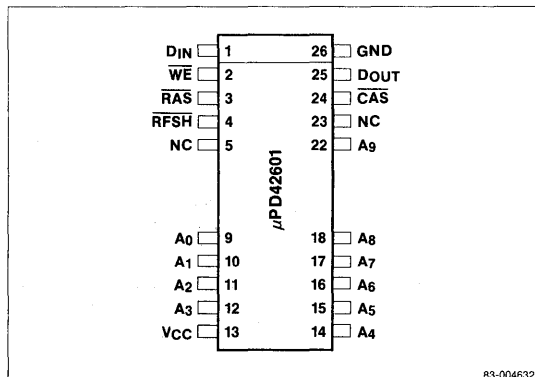 DIN 1 26 GND
WE 2 25 DOUT
RAS 3 24 CAS
RFSH 4 23 NC
NC 5 22 A9
μPD42601
A0 9 18 A8
A1 10 17 A7
A2 11 16 A6
A3 12 15 A5
VCC 13 14 A4
83-004632